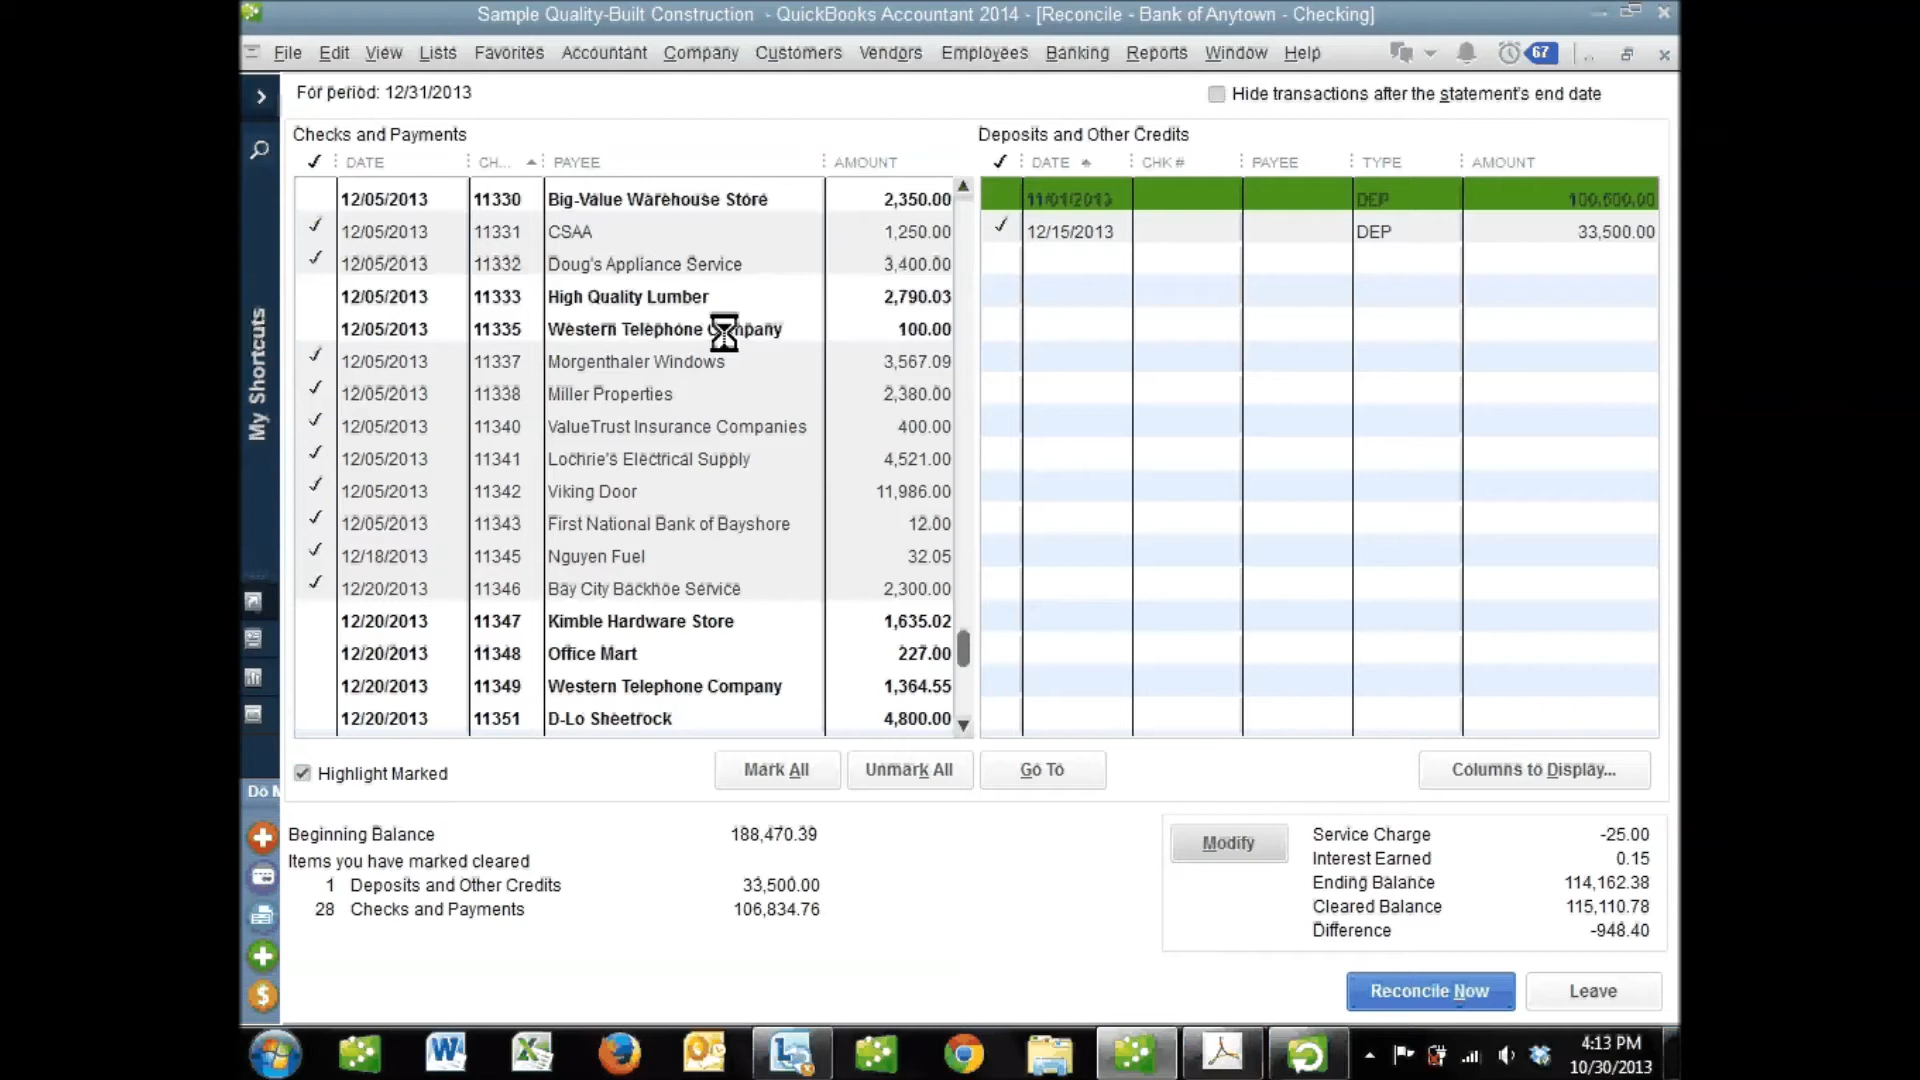 Sample Quality-Built Construction - QuickBooks Accountant 2014 - [Reconcile - Bank of Anytown - Checking]
File Edit View Lists Favorites Accountant Company Customers Vendors Employees Banking Reports Window Help 67
For period: 12/31/2013
Hide transactions after the statement's end date
Checks and Payments
Deposits and Other Credits
✓ DATE CH... PAYEE AMOUNT
✓ DATE CHK # PAYEE TYPE AMOUNT
12/05/2013 11330 Big-Value Warehouse Store 2,350.00
11/01/2013 DEP
✓ 12/05/2013 11331 CSAA 1,250.00
✓ 12/15/2013 DEP 33,500.00
✓ 12/05/2013 11332 Doug's Appliance Service 3,400.00
12/05/2013 11333 High Quality Lumber 2,790.03
12/05/2013 11335 Western Telephone Company 100.00
✓ 12/05/2013 11337 Morgenthaler Windows 3,567.09
✓ 12/05/2013 11338 Miller Properties 2,380.00
✓ 12/05/2013 11340 ValueTrust Insurance Companies 400.00
✓ 12/05/2013 11341 Lochrie's Electrical Supply 4,521.00
✓ 12/05/2013 11342 Viking Door 11,986.00
✓ 12/05/2013 11343 First National Bank of Bayshore 12.00
✓ 12/18/2013 11345 Nguyen Fuel 32.05
✓ 12/20/2013 11346 Bay City Backhoe Service 2,300.00
12/20/2013 11347 Kimble Hardware Store 1,635.02
12/20/2013 11348 Office Mart 227.00
12/20/2013 11349 Western Telephone Company 1,364.55
12/20/2013 11351 D-Lo Sheetrock 4,800.00
My Shortcuts
Do M
Highlight Marked
Mark All
Unmark All
Go To
Columns to Display...
Beginning Balance 188,470.39
Items you have marked cleared
1 Deposits and Other Credits 33,500.00
28 Checks and Payments 106,834.76
Modify
Service Charge -25.00
Interest Earned 0.15
Ending Balance 114,162.38
Cleared Balance 115,110.78
Difference -948.40
Reconcile Now
Leave
4:13 PM
10/30/2013